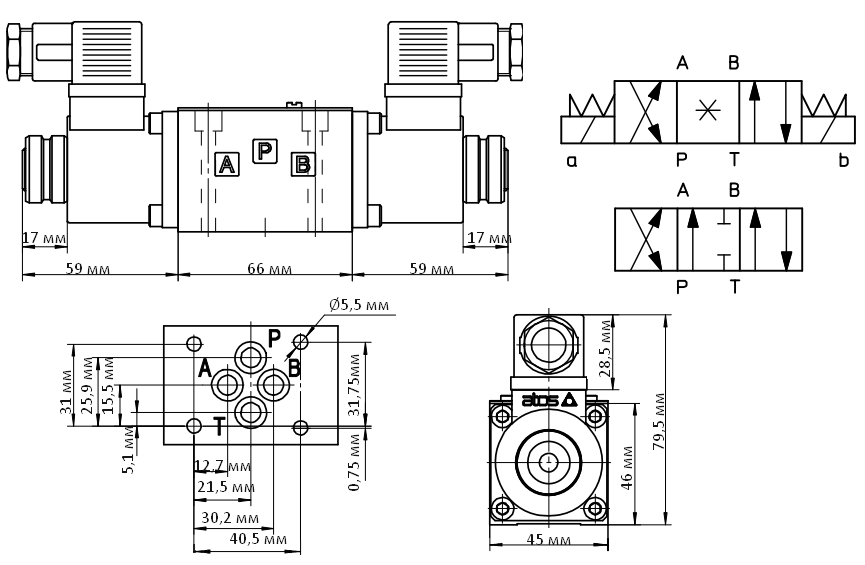 A B
P T
a b
A P B
A B
P T
17 мм 17 мм
59 мм 66 мм 59 мм
Ø5,5 мм
P
A B
T
31 мм
25,9 мм
15,5 мм
5,1 мм
31,75мм
0,75 мм
12,7 мм
21,5 мм
30,2 мм
40,5 мм
atos
28,5 мм
79,5 мм
46 мм
45 мм